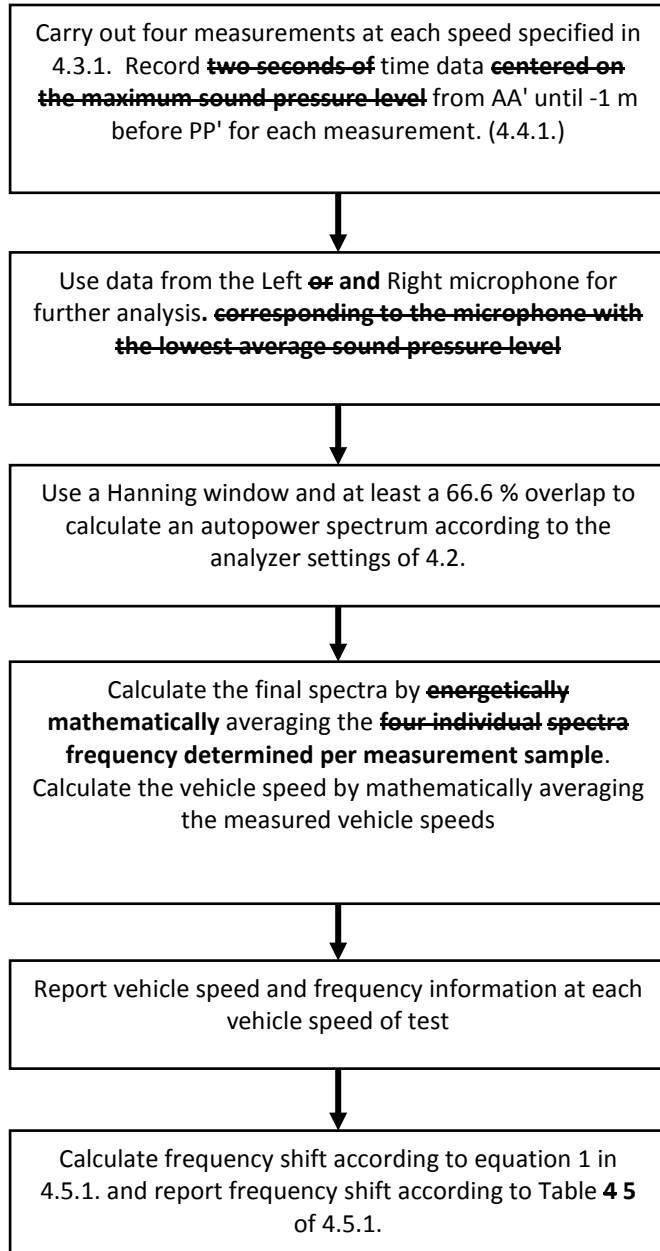 Carry out four measurements at each speed specified in
4.3.1.  Record two seconds of time data centered on
the maximum sound pressure level from AA' until -1 m
before PP' for each measurement. (4.4.1.)
Use data from the Left or and Right microphone for
further analysis. corresponding to the microphone with
the lowest average sound pressure level
Use a Hanning window and at least a 66.6 % overlap to
calculate an autopower spectrum according to the
analyzer settings of 4.2.
Calculate the final spectra by energetically
mathematically averaging the four individual spectra
frequency determined per measurement sample.
Calculate the vehicle speed by mathematically averaging
the measured vehicle speeds
Report vehicle speed and frequency information at each
vehicle speed of test
Calculate frequency shift according to equation 1 in
4.5.1. and report frequency shift according to Table 4 5
of 4.5.1.